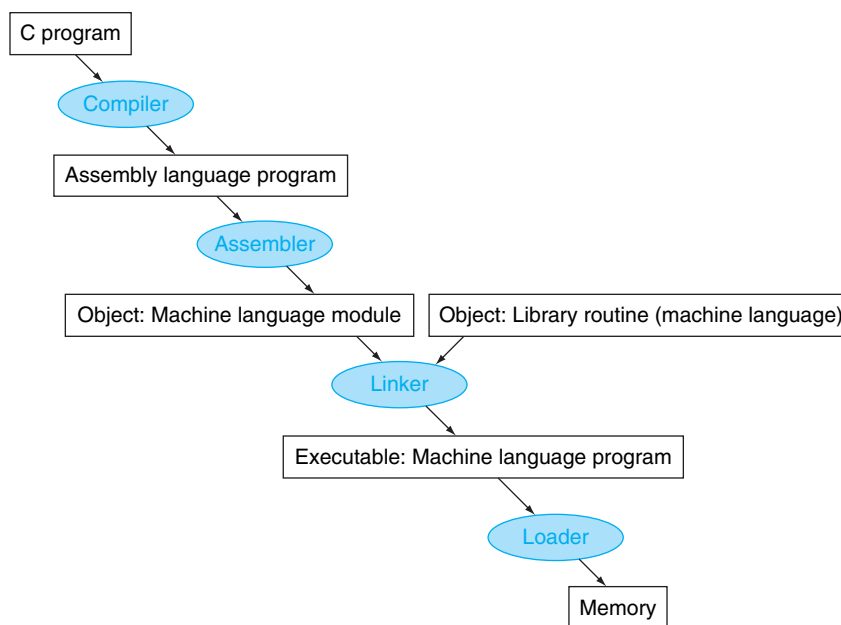 C program
Compiler
Assembly language program
Assembler
Object: Machine language module
Object: Library routine (machine language)
Linker
Executable: Machine language program
Loader
Memory